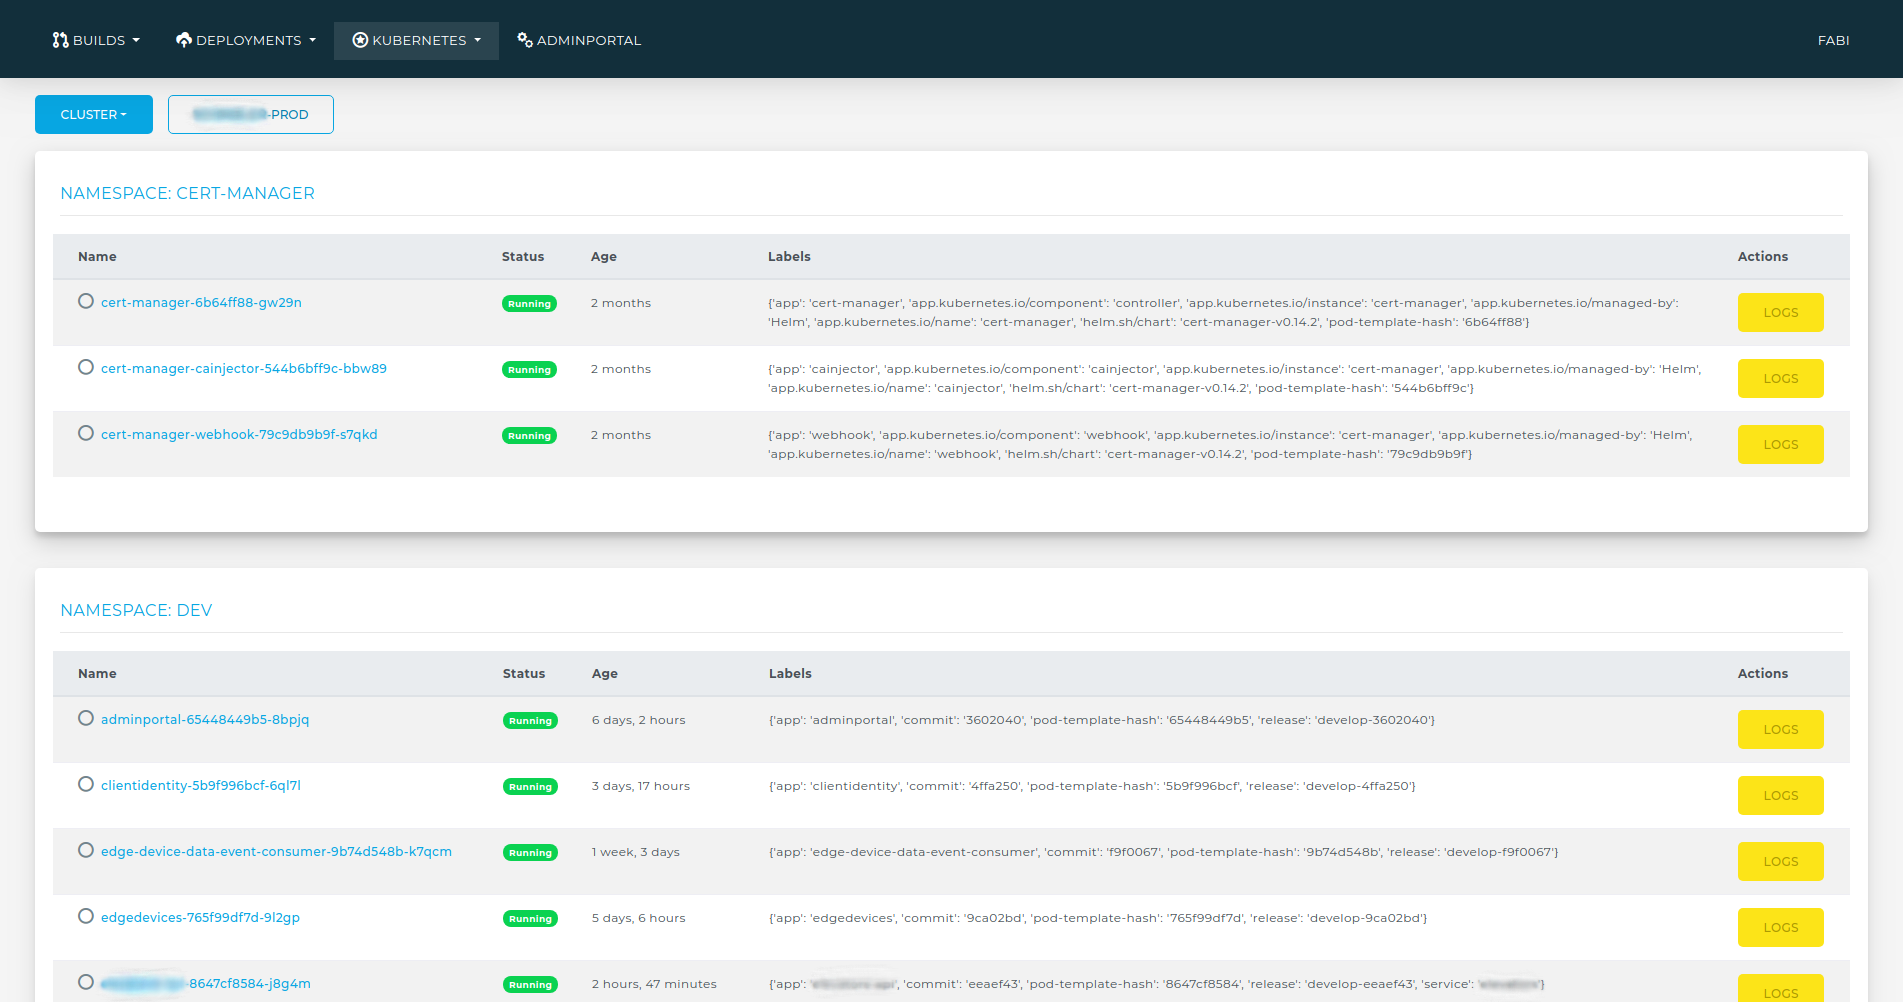 BUILDS DEPLOYMENTS KUBERNETES ADMINPORTAL FABI
CLUSTER -PROD
NAMESPACE: CERT-MANAGER
Name Status Age Labels Actions
cert-manager-6b64ff88-gw29n Running 2 months {'app': 'cert-manager', 'app.kubernetes.io/component': 'controller', 'app.kubernetes.io/instance': 'cert-manager', 'app.kubernetes.io/managed-by':
'Helm', 'app.kubernetes.io/name': 'cert-manager', 'helm.sh/chart': 'cert-manager-v0.14.2', 'pod-template-hash': '6b64ff88'}
LOGS
cert-manager-cainjector-544b6bff9c-bbw89 Running 2 months {'app': 'cainjector', 'app.kubernetes.io/component': 'cainjector', 'app.kubernetes.io/instance': 'cert-manager', 'app.kubernetes.io/managed-by': 'Helm',
'app.kubernetes.io/name': 'cainjector', 'helm.sh/chart': 'cert-manager-v0.14.2', 'pod-template-hash': '544b6bff9c'}
LOGS
cert-manager-webhook-79c9db9b9f-s7qkd Running 2 months {'app': 'webhook', 'app.kubernetes.io/component': 'webhook', 'app.kubernetes.io/instance': 'cert-manager', 'app.kubernetes.io/managed-by': 'Helm',
'app.kubernetes.io/name': 'webhook', 'helm.sh/chart': 'cert-manager-v0.14.2', 'pod-template-hash': '79c9db9b9f'}
LOGS
NAMESPACE: DEV
Name Status Age Labels Actions
adminportal-65448449b5-8bpjq Running 6 days, 2 hours {'app': 'adminportal', 'commit': '3602040', 'pod-template-hash': '65448449b5', 'release': 'develop-3602040'}
LOGS
clientidentity-5b9f996bcf-6ql7l Running 3 days, 17 hours {'app': 'clientidentity', 'commit': '4ffa250', 'pod-template-hash': '5b9f996bcf', 'release': 'develop-4ffa250'}
LOGS
edge-device-data-event-consumer-9b74d548b-k7qcm Running 1 week, 3 days {'app': 'edge-device-data-event-consumer', 'commit': 'f9f0067', 'pod-template-hash': '9b74d548b', 'release': 'develop-f9f0067'}
LOGS
edgedevices-765f99df7d-9l2gp Running 5 days, 6 hours {'app': 'edgedevices', 'commit': '9ca02bd', 'pod-template-hash': '765f99df7d', 'release': 'develop-9ca02bd'}
LOGS
-8647cf8584-j8g4m Running 2 hours, 47 minutes {'app': ' ', 'commit': 'eeaef43', 'pod-template-hash': '8647cf8584', 'release': 'develop-eeaef43', 'service': ' '}
LOGS